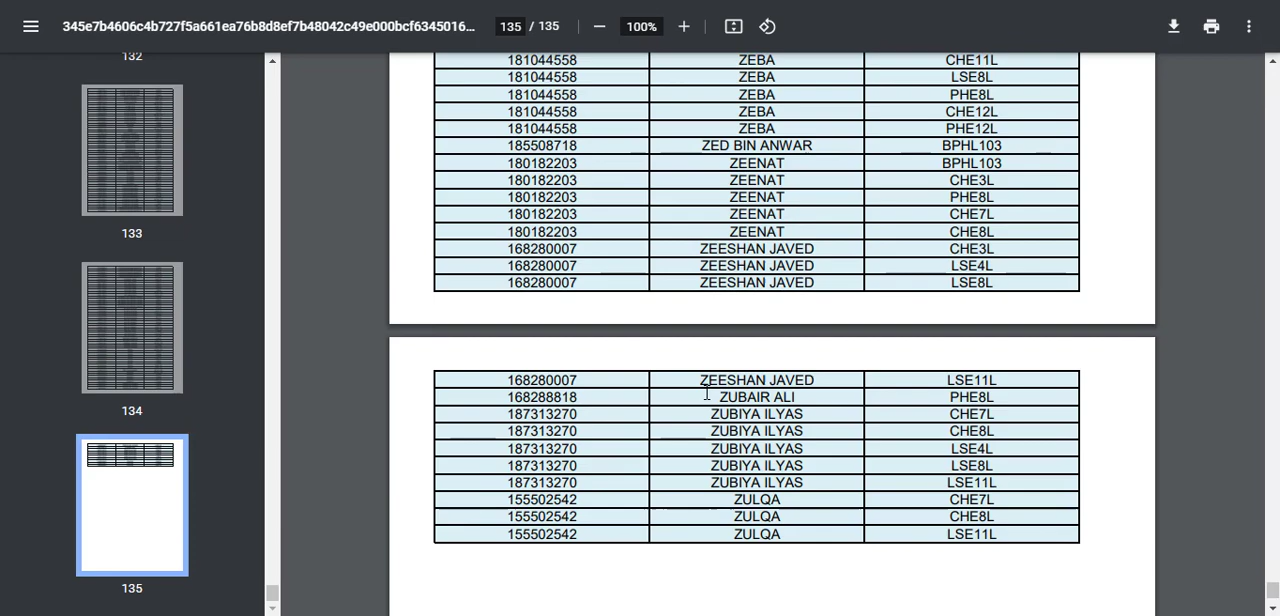 345e7b4606c4b727f5a661ea76b8d8ef7b48042c49e000bcf6345016... 135 / 135 100%
132
133
134
135
181044558 ZEBA CHE11L
181044558 ZEBA LSE8L
181044558 ZEBA PHE8L
181044558 ZEBA CHE12L
181044558 ZEBA PHE12L
185508718 ZED BIN ANWAR BPHL103
180182203 ZEENAT BPHL103
180182203 ZEENAT CHE3L
180182203 ZEENAT PHE8L
180182203 ZEENAT CHE7L
180182203 ZEENAT CHE8L
168280007 ZEESHAN JAVED CHE3L
168280007 ZEESHAN JAVED LSE4L
168280007 ZEESHAN JAVED LSE8L
168280007 ZEESHAN JAVED LSE11L
168288818 ZUBAIR ALI PHE8L
187313270 ZUBIYA ILYAS CHE7L
187313270 ZUBIYA ILYAS CHE8L
187313270 ZUBIYA ILYAS LSE4L
187313270 ZUBIYA ILYAS LSE8L
187313270 ZUBIYA ILYAS LSE11L
155502542 ZULQA CHE7L
155502542 ZULQA CHE8L
155502542 ZULQA LSE11L